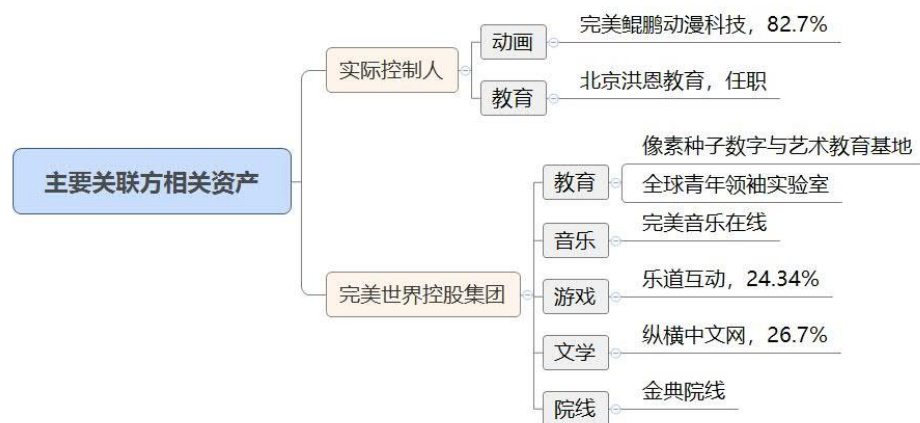 主要关联方相关资产
实际控制人
动画
完美鲲鹏动漫科技，82.7%
教育
北京洪恩教育，任职
完美世界控股集团
教育
像素种子数字与艺术教育基地
全球青年领袖实验室
音乐
完美音乐在线
游戏
乐道互动，24.34%
文学
纵横中文网，26.7%
院线
金典院线